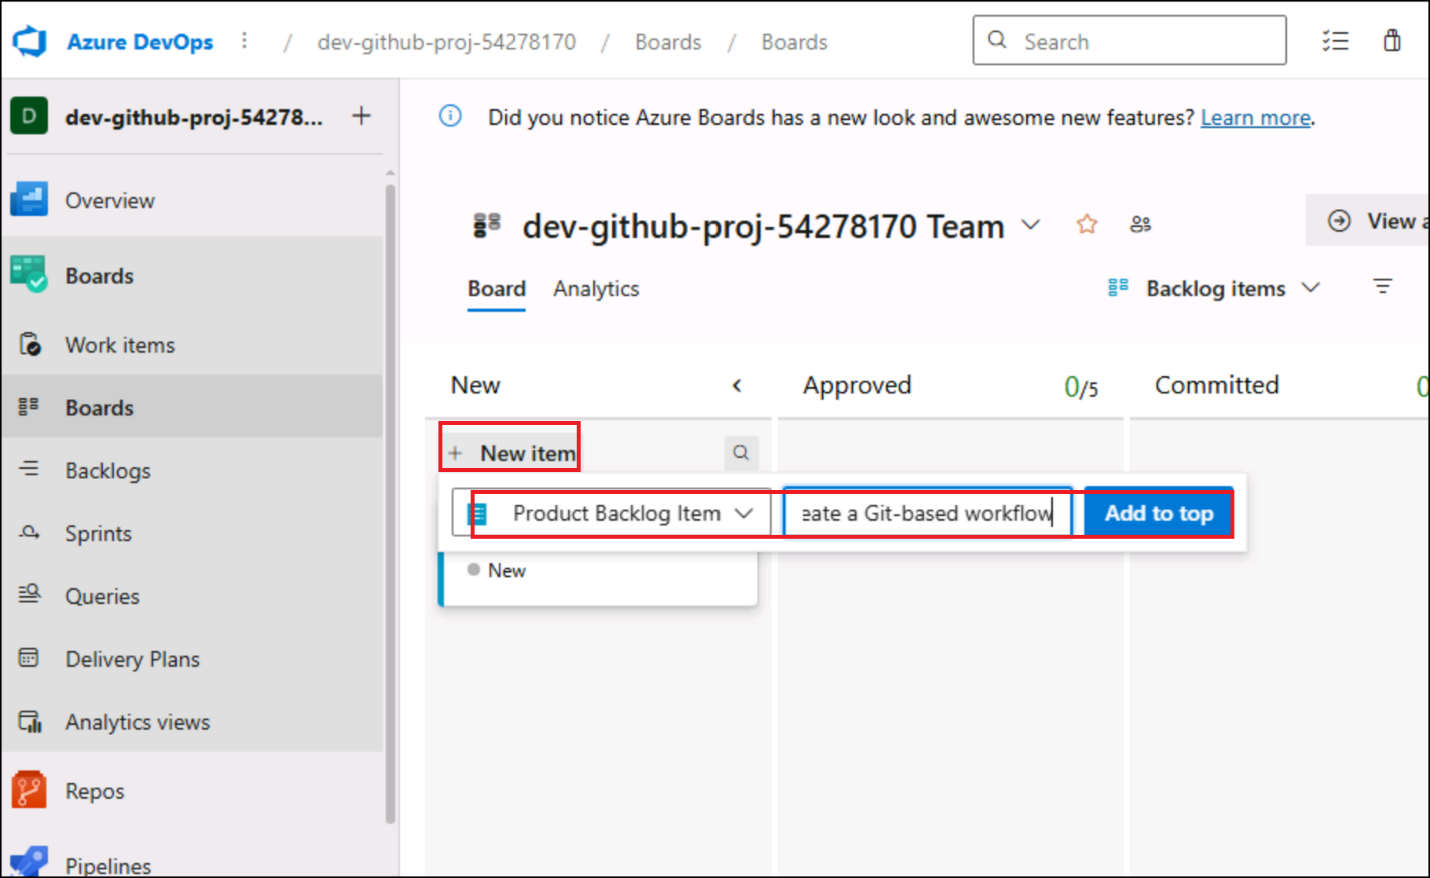 Azure DevOps / dev-github-proj-54278170 / Boards / Boards Search
D dev-github-proj-54278... +
Did you notice Azure Boards has a new look and awesome new features? Learn more.
Overview
dev-github-proj-54278170 Team
View a
Boards
Board Analytics
Backlog items
Work items
New Approved 0/5 Committed 0
Boards
+ New item
Backlogs
Product Backlog Item eate a Git-based workflow Add to top
Sprints
New
Queries
Delivery Plans
Analytics views
Repos
Pipelines